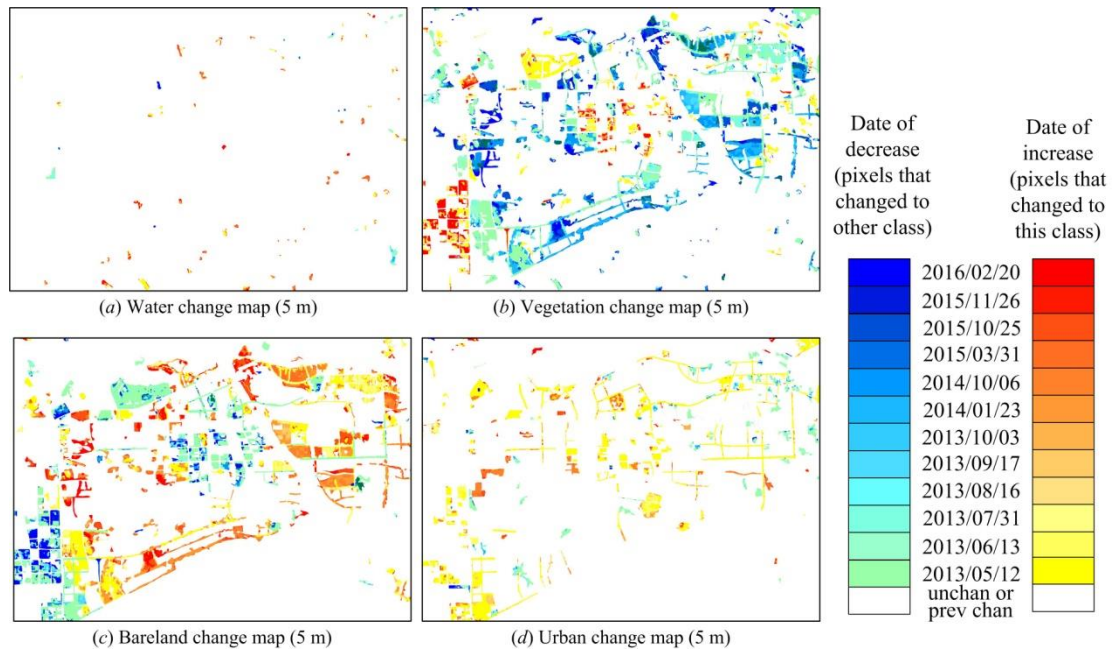 (a) Water change map (5 m)
(b) Vegetation change map (5 m)
(c) Bareland change map (5 m)
(d) Urban change map (5 m)
Date of
decrease
(pixels that
changed to
other class)
Date of
increase
(pixels that
changed to
this class)
2016/02/20
2015/11/26
2015/10/25
2015/03/31
2014/10/06
2014/01/23
2013/10/03
2013/09/17
2013/08/16
2013/07/31
2013/06/13
2013/05/12
unchan or
prev chan